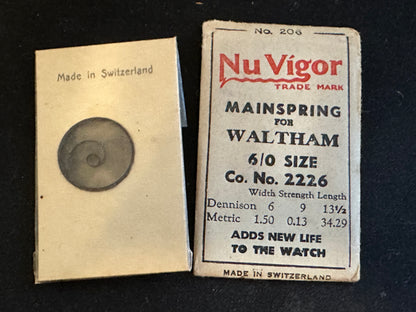 Made in Switzerland
No. 206
Nu Vigor
TRADE MARK
MAINSPRING
FOR
WALTHAM
6/0 SIZE
Co. No. 2226
Width Strength Length
Dennison 6 9 13½
Metric 1.50 0.13 34.29
ADDS NEW LIFE
TO THE WATCH
MADE IN SWITZERLAND